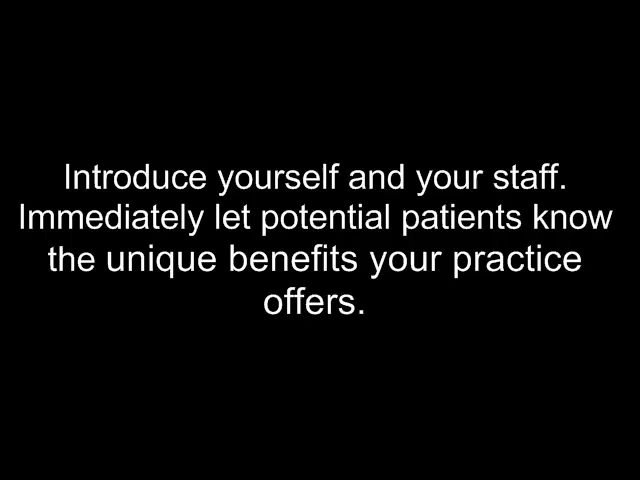 Introduce yourself and your staff.
Immediately let potential patients know
the unique benefits your practice
offers.